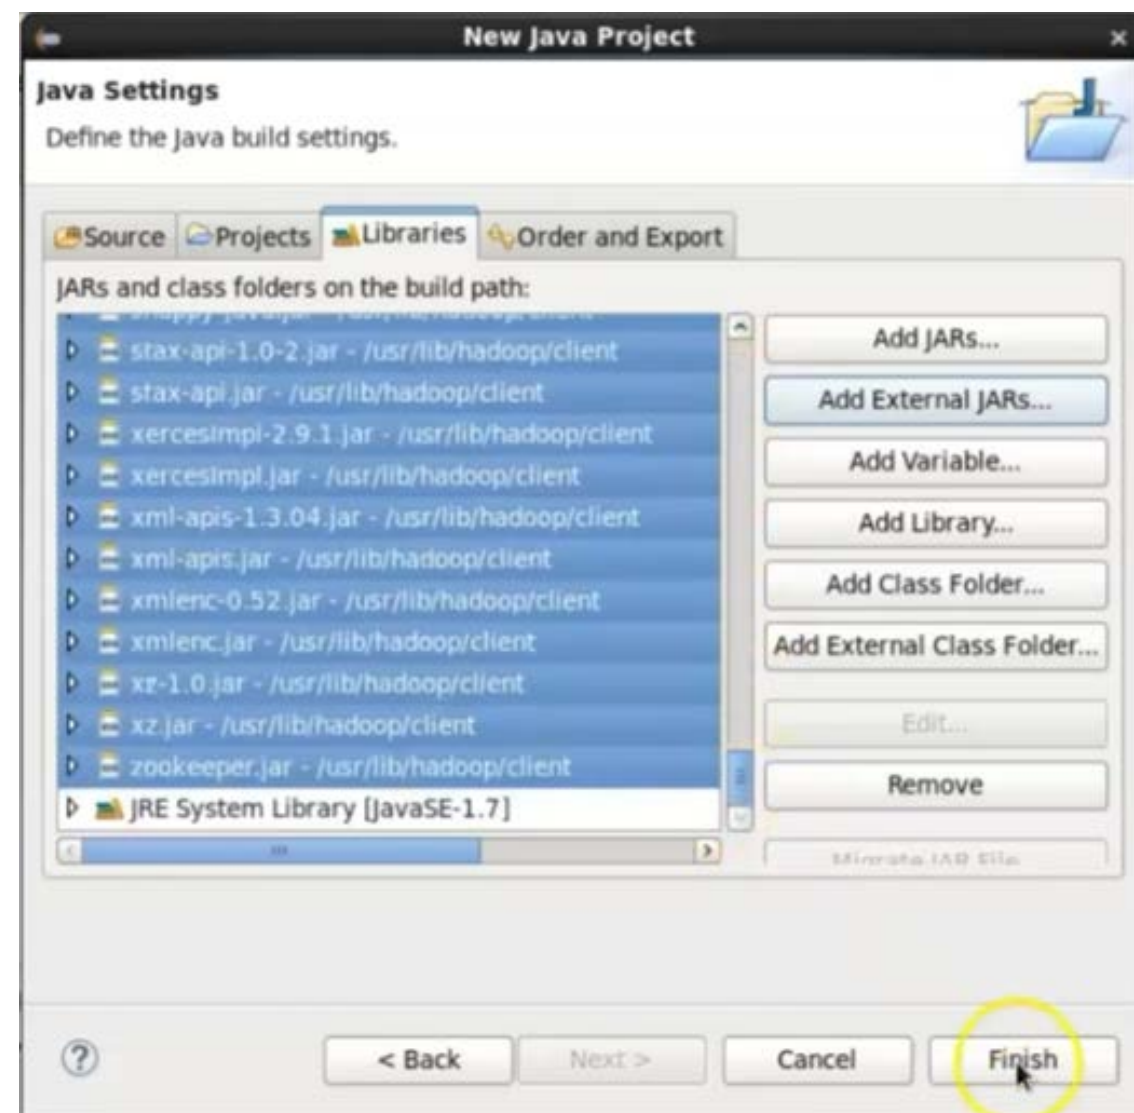 New Java Project
Java Settings
Define the Java build settings.
Source Projects Libraries Order and Export
JARs and class folders on the build path:
stax-api-1.0-2.jar - /usr/lib/hadoop/client
stax-api.jar - /usr/lib/hadoop/client
xercesImpl-2.9.1.jar - /usr/lib/hadoop/client
xercesImpl.jar - /usr/lib/hadoop/client
xml-apis-1.3.04.jar - /usr/lib/hadoop/client
xml-apis.jar - /usr/lib/hadoop/client
xmlenc-0.52.jar - /usr/lib/hadoop/client
xmlenc.jar - /usr/lib/hadoop/client
xz-1.0.jar - /usr/lib/hadoop/client
xz.jar - /usr/lib/hadoop/client
zookeeper.jar - /usr/lib/hadoop/client
JRE System Library [JavaSE-1.7]
Add JARs...
Add External JARs...
Add Variable...
Add Library...
Add Class Folder...
Add External Class Folder...
Edit...
Remove
Migrate JAR File
< Back
Next >
Cancel
Finish